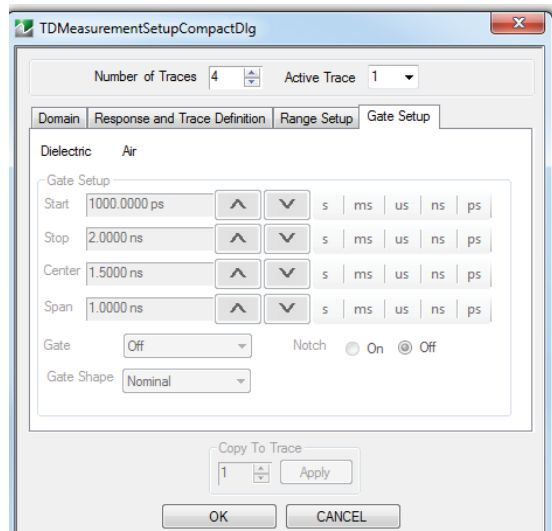 TDMeasurementSetupCompactDlg
Number of Traces 4 Active Trace 1
Domain Response and Trace Definition Range Setup Gate Setup
Dielectric Air
Gate Setup
Start 1000.0000 ps s ms us ns ps
Stop 2.0000 ns s ms us ns ps
Center 1.5000 ns s ms us ns ps
Span 1.0000 ns s ms us ns ps
Gate Off Notch On Off
Gate Shape Nominal
Copy To Trace
1 Apply
OK CANCEL